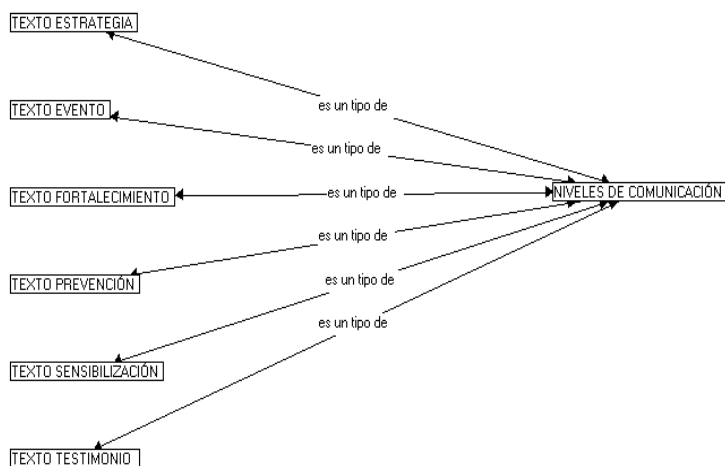 TEXTO ESTRATEGIA
es un tipo de
TEXTO EVENTO
es un tipo de
TEXTO FORTALECIMIENTO
es un tipo de
NIVELES DE COMUNICACIÓN
es un tipo de
TEXTO PREVENCIÓN
es un tipo de
es un tipo de
TEXTO SENSIBILIZACIÓN
TEXTO TESTIMONIO